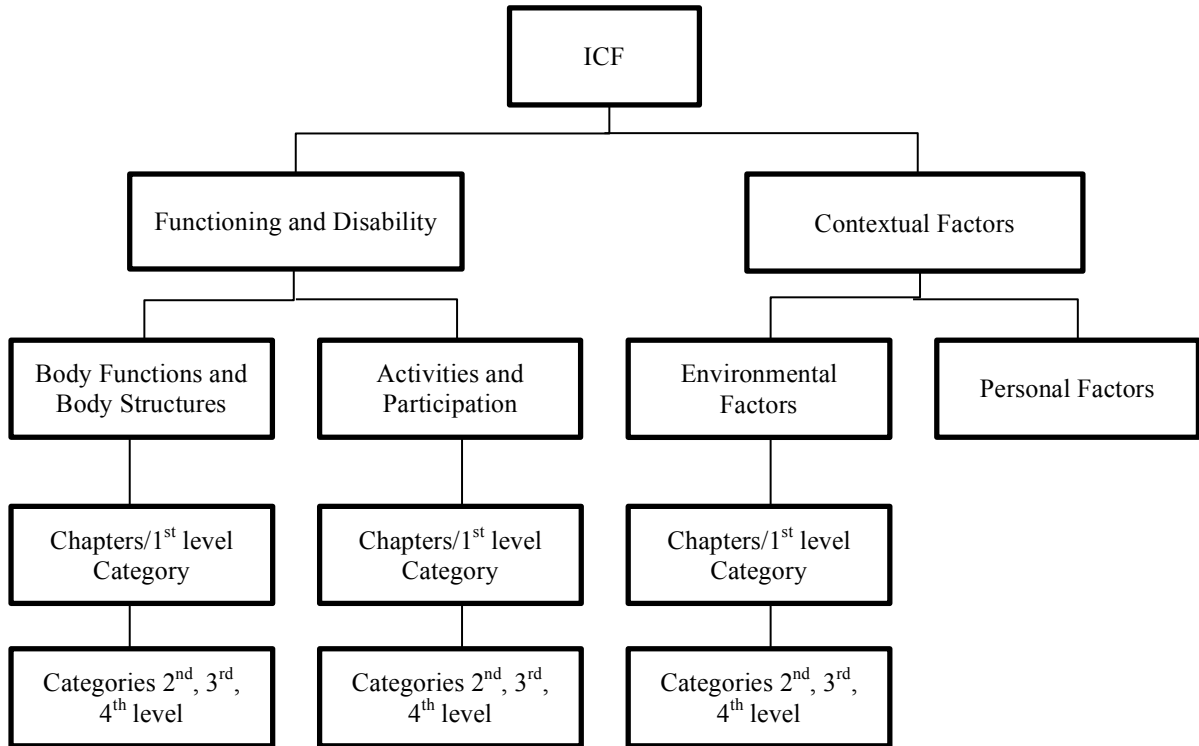 ICF
Functioning and Disability
Contextual Factors
Body Functions and
Body Structures
Activities and
Participation
Environmental
Factors
Personal Factors
Chapters/1st level
Category
Chapters/1st level
Category
Chapters/1st level
Category
Categories 2nd, 3rd,
4th level
Categories 2nd, 3rd,
4th level
Categories 2nd, 3rd,
4th level